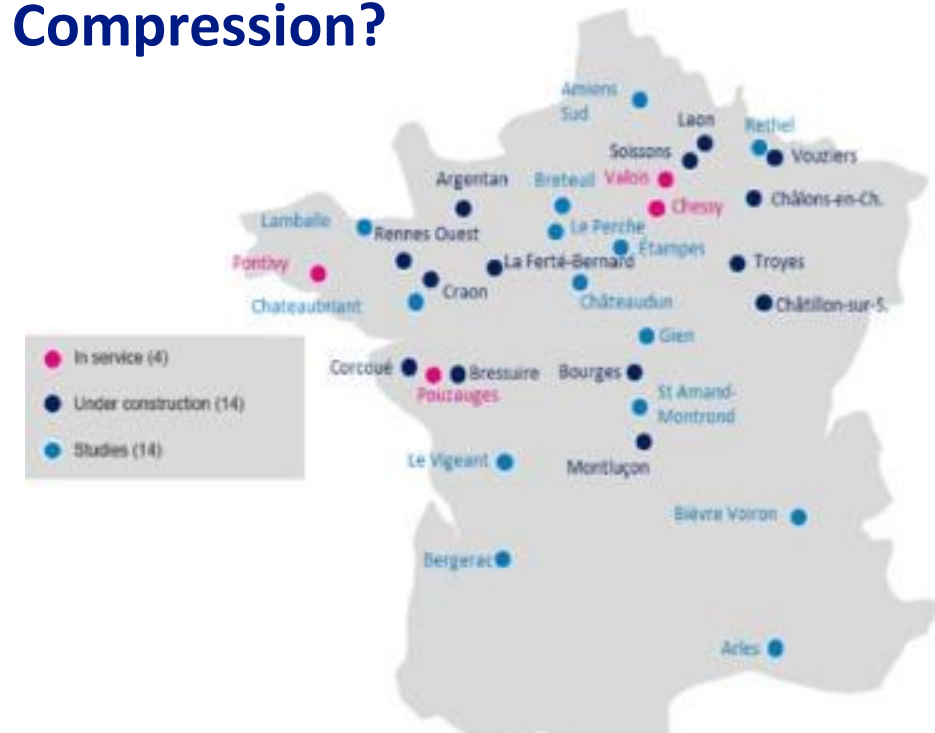 Compression?
Amiens
Sud
Laon
Rethel
Soissons
Vouziers
Argentan
Breteuil
Valois
Châlons-en-Ch.
Chessy
Lamballe
Le Perche
Rennes Ouest
Étampes
Pontivy
La Ferté-Bernard
Troyes
Craon
Chateaubriant
Châteaudun
Châtillon-sur-S.
Gien
In service (4)
Corcoué
Bressuire
Bourges
Pouzauges
Under construction (14)
St Amand-
Montrond
Studies (14)
Le Vigeant
Montluçon
Bièvre Voiron
Bergerac
Arles